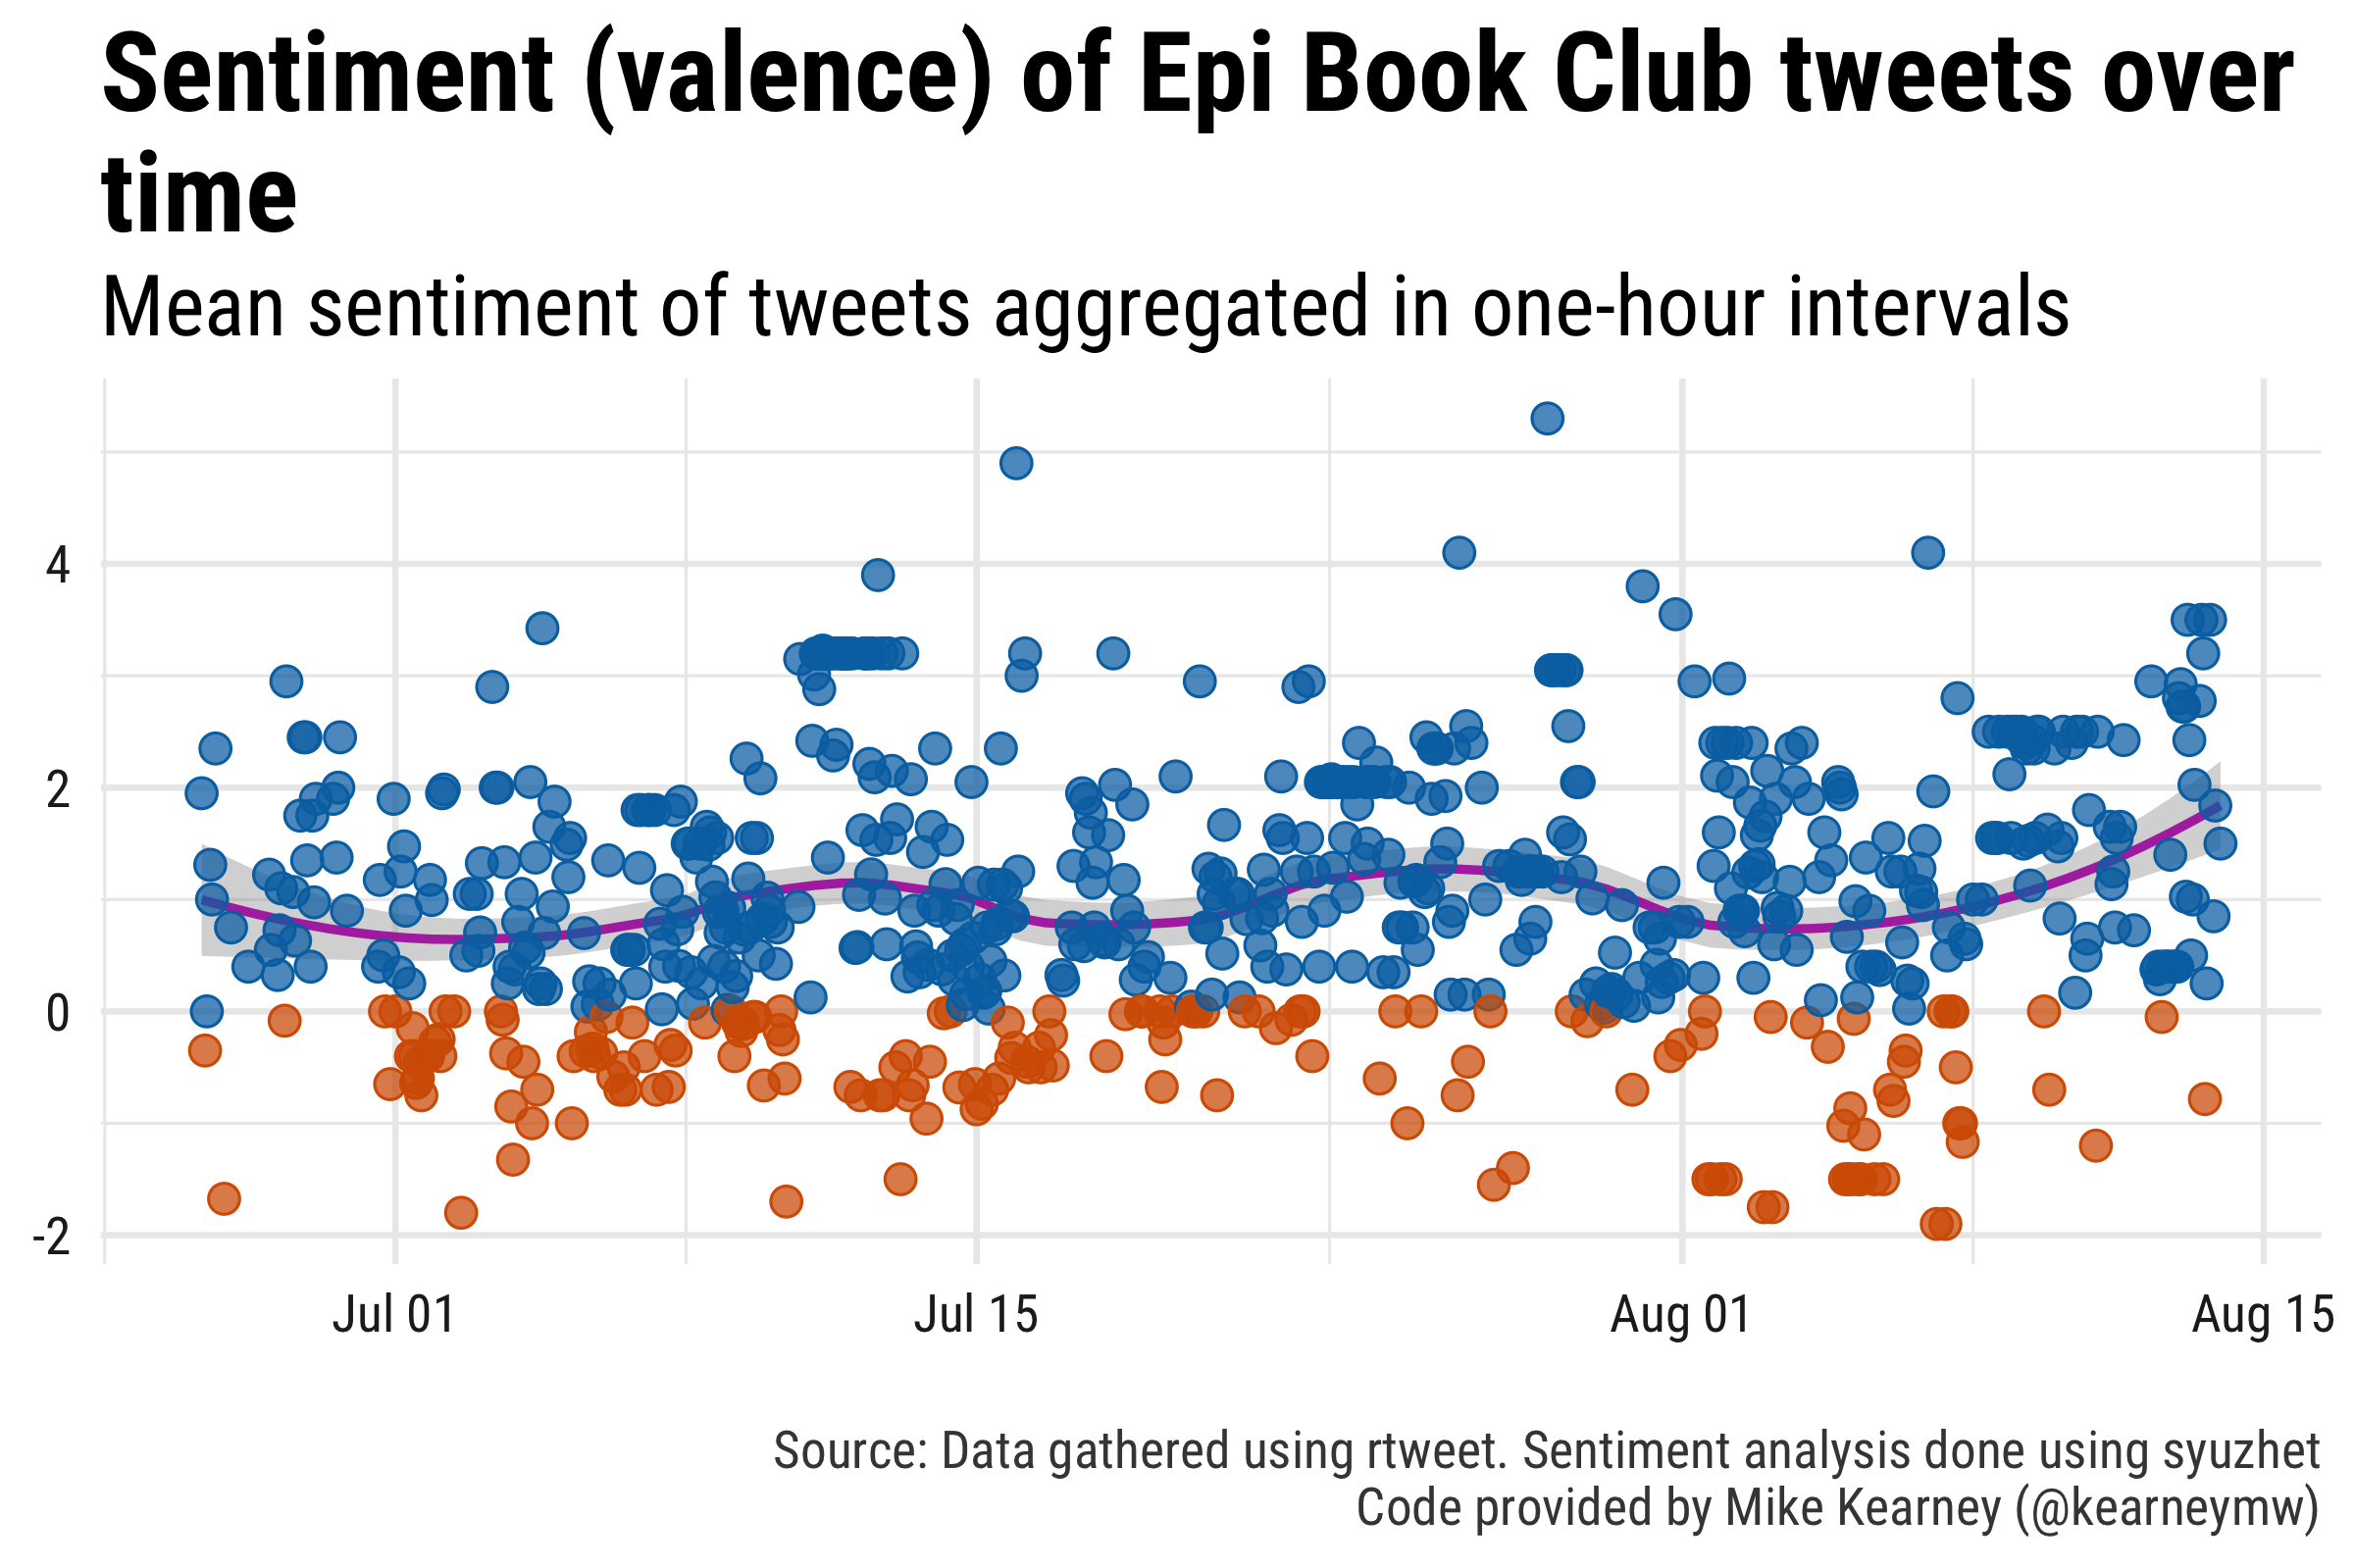 Sentiment (valence) of Epi Book Club tweets over
time
Mean sentiment of tweets aggregated in one-hour intervals
4
2
0
-2
Jul 01 Jul 15 Aug 01 Aug 15
Source: Data gathered using rtweet. Sentiment analysis done using syuzhet
Code provided by Mike Kearney (@kearneymw)